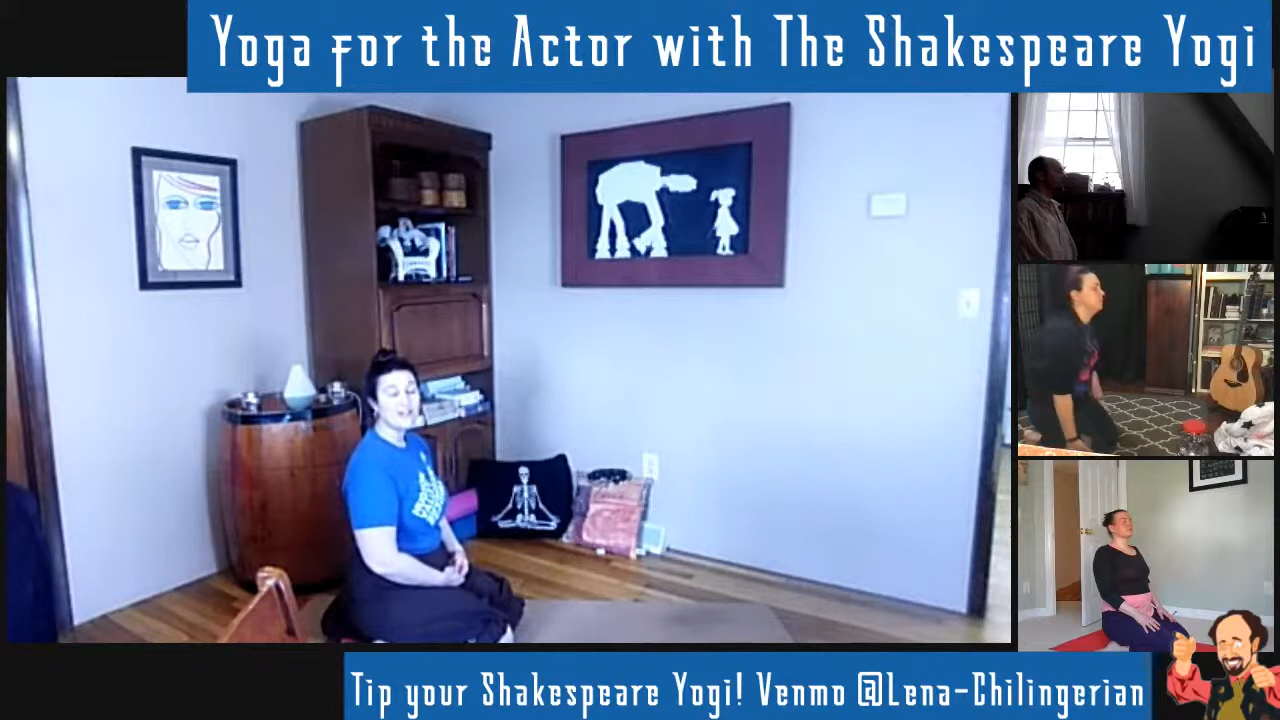 Yoga for the Actor with The Shakespeare Yogi
Tip your Shakespeare Yogi! Venmo @Lena-Chilingerian